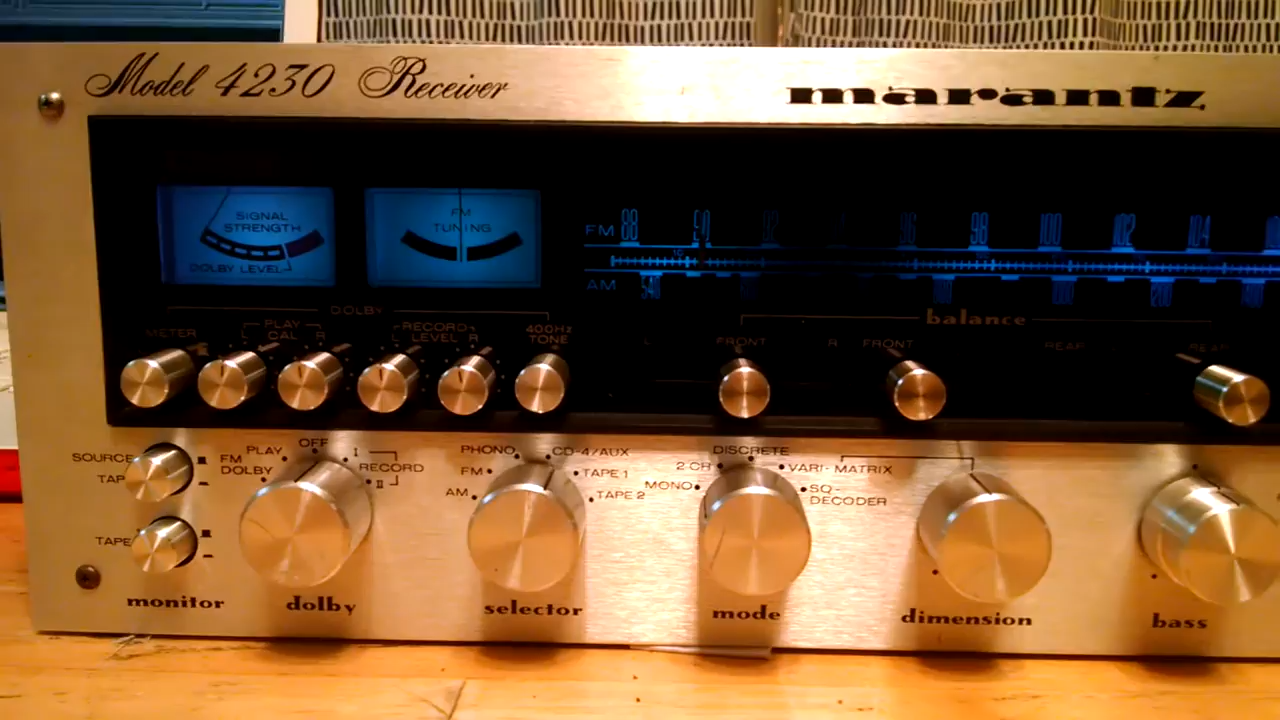 Model 4230 Receiver
marantz
SIGNAL
STRENGTH
DOLBY LEVEL
FM
TUNING
FM 88 90 92 96 98 100 102 104
AM 540
DOLBY
balance
METER
PLAY
CAL
L R
RECORD
LEVEL
L R
400HZ
TONE
L FRONT R
FRONT REAR
REAR
SOURCE
TAPE
TAPE
monitor
FM
DOLBY
PLAY
OFF
I
RECORD
II
dolby
PHONO
CD-4/AUX
FM
TAPE 1
AM
TAPE 2
selector
DISCRETE
2 CH
VARI-MATRIX
MONO
SQ-
DECODER
mode
dimension
bass